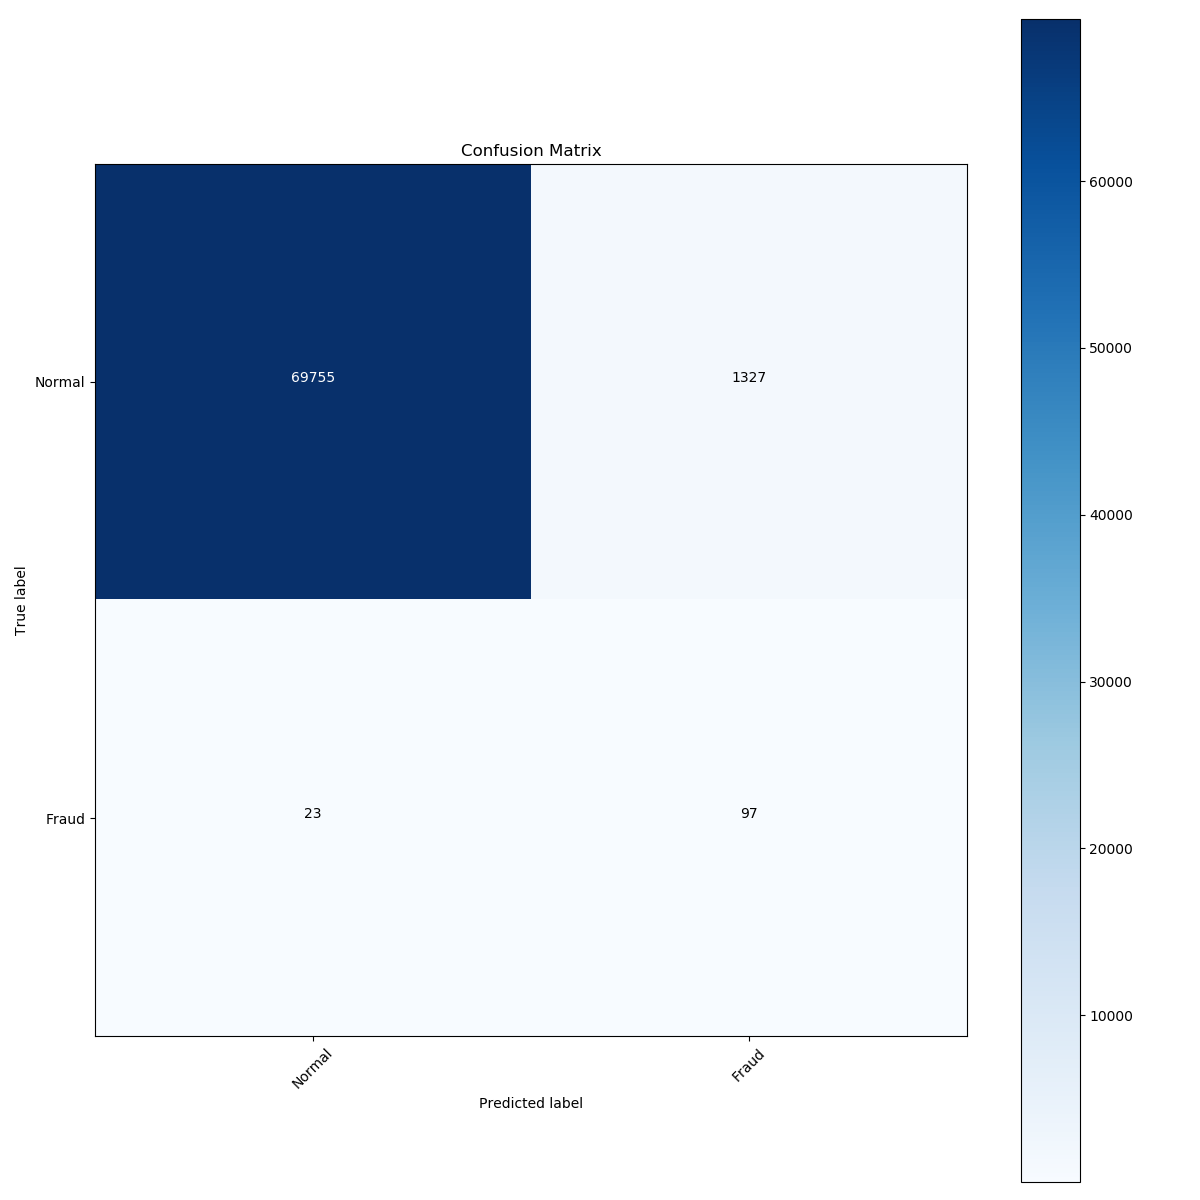 Confusion Matrix
60000
50000
Normal
69755
1327
40000
True label
30000
Fraud
23
97
20000
10000
Normal
Fraud
Predicted label